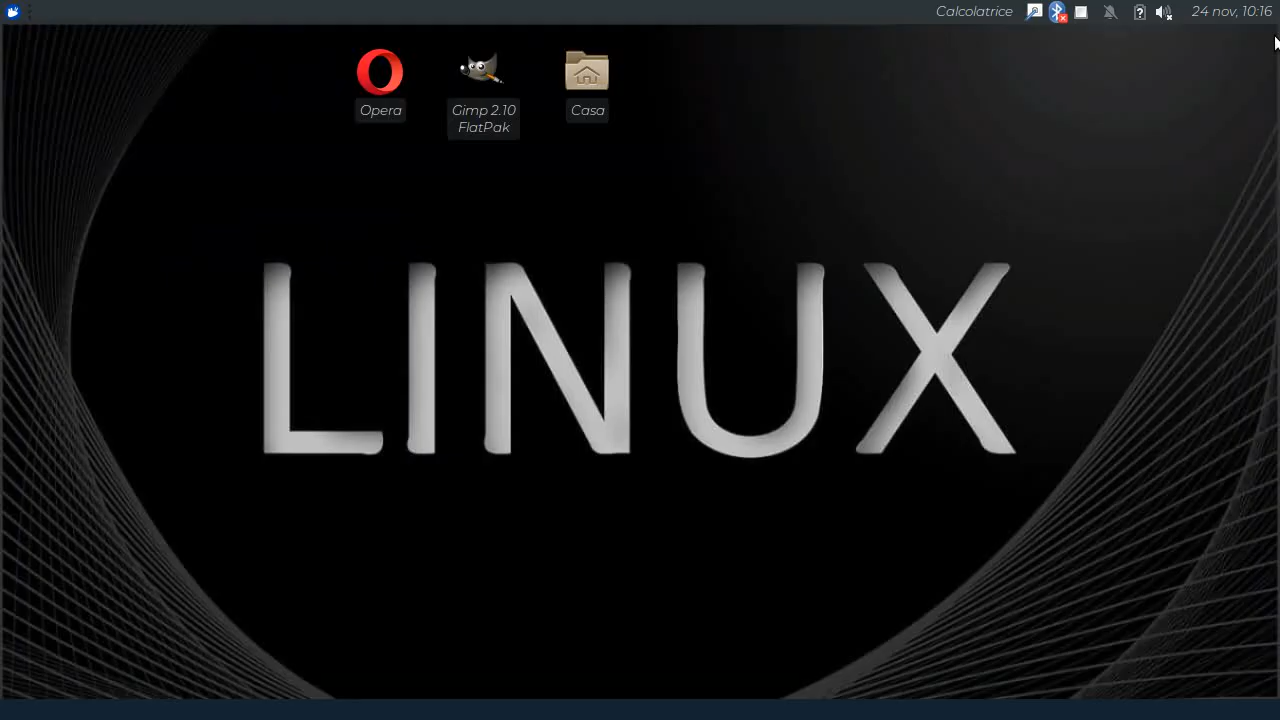 Calcolatrice
24 nov, 10:16
Opera
Gimp 2.10
FlatPak
Casa
LINUX